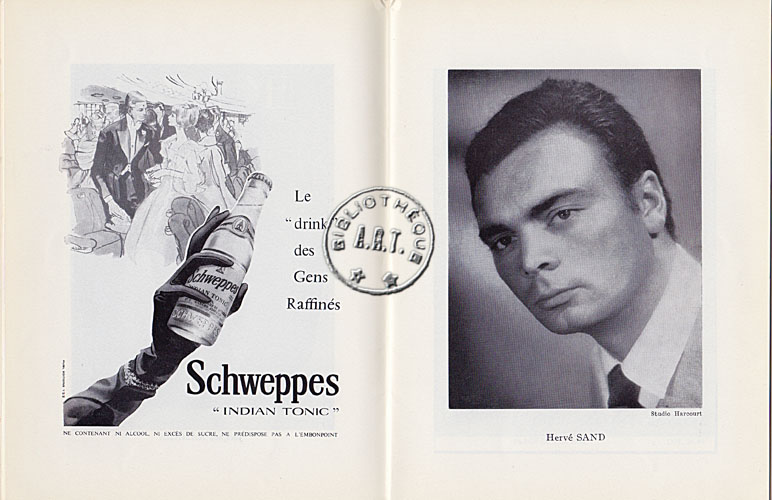 Le
“drink”
des
Gens
Raffinés
Schweppes
INDIAN TONIC
SCHWEPPES
Schweppes
“ INDIAN TONIC ”
NE CONTENANT NI ALCOOL, NI EXCÈS DE SUCRE, NE PRÉDISPOSE PAS A L'EMBONPOINT
BIBLIOTHÈQUE
A.R.T.
Studio Harcourt
Hervé SAND